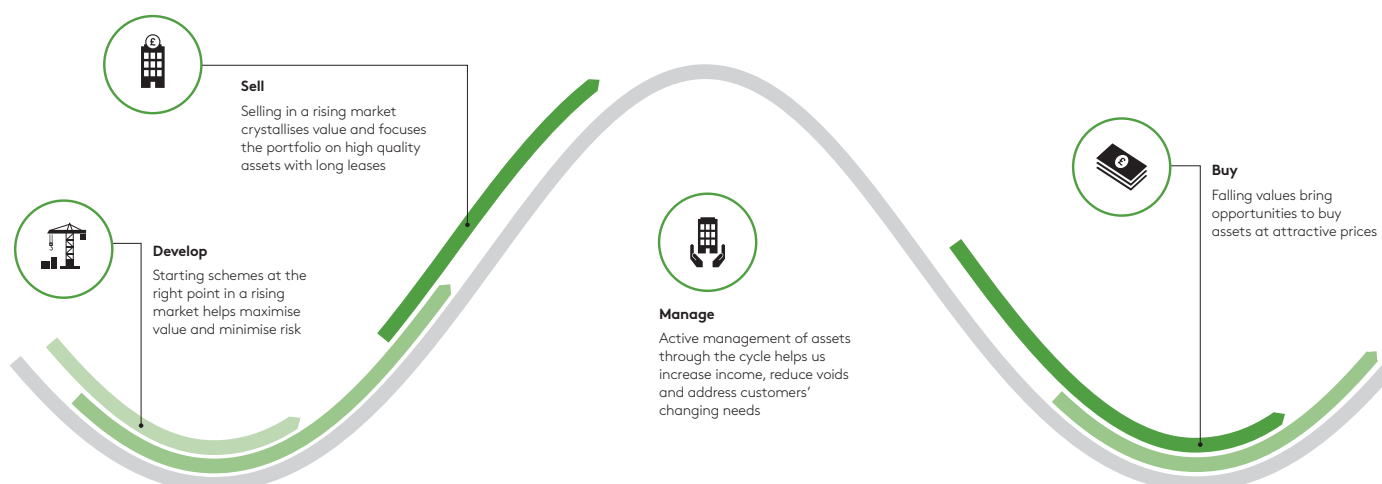 £
Sell
Selling in a rising market
crystallises value and focuses
the portfolio on high quality
assets with long leases
Develop
Starting schemes at the
right point in a rising
market helps maximise
value and minimise risk
Manage
Active management of assets
through the cycle helps us
increase income, reduce voids
and address customers’
changing needs
£
Buy
Falling values bring
opportunities to buy
assets at attractive prices